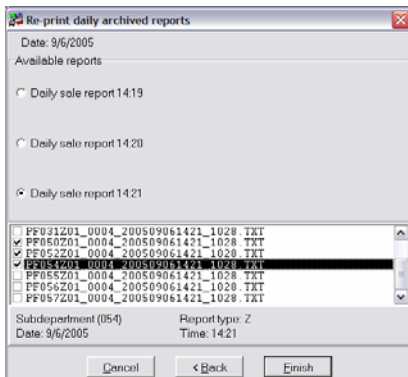 Re-print daily archived reports
Date: 9/6/2005
Available reports
Daily sale report 14:19
Daily sale report 14:20
Daily sale report 14:21
PF031Z01_0004_200509061421_1028.TXT
PF050Z01_0004_200509061421_1028.TXT
PF052Z01_0004_200509061421_1028.TXT
PF054Z01_0004_200509061421_1028.TXT
PF055Z01_0004_200509061421_1028.TXT
PF056Z01_0004_200509061421_1028.TXT
PF057Z01_0004_200509061421_1028.TXT
Subdepartment (054) Report type: Z
Date: 9/6/2005 Time: 14:21
Cancel < Back Finish